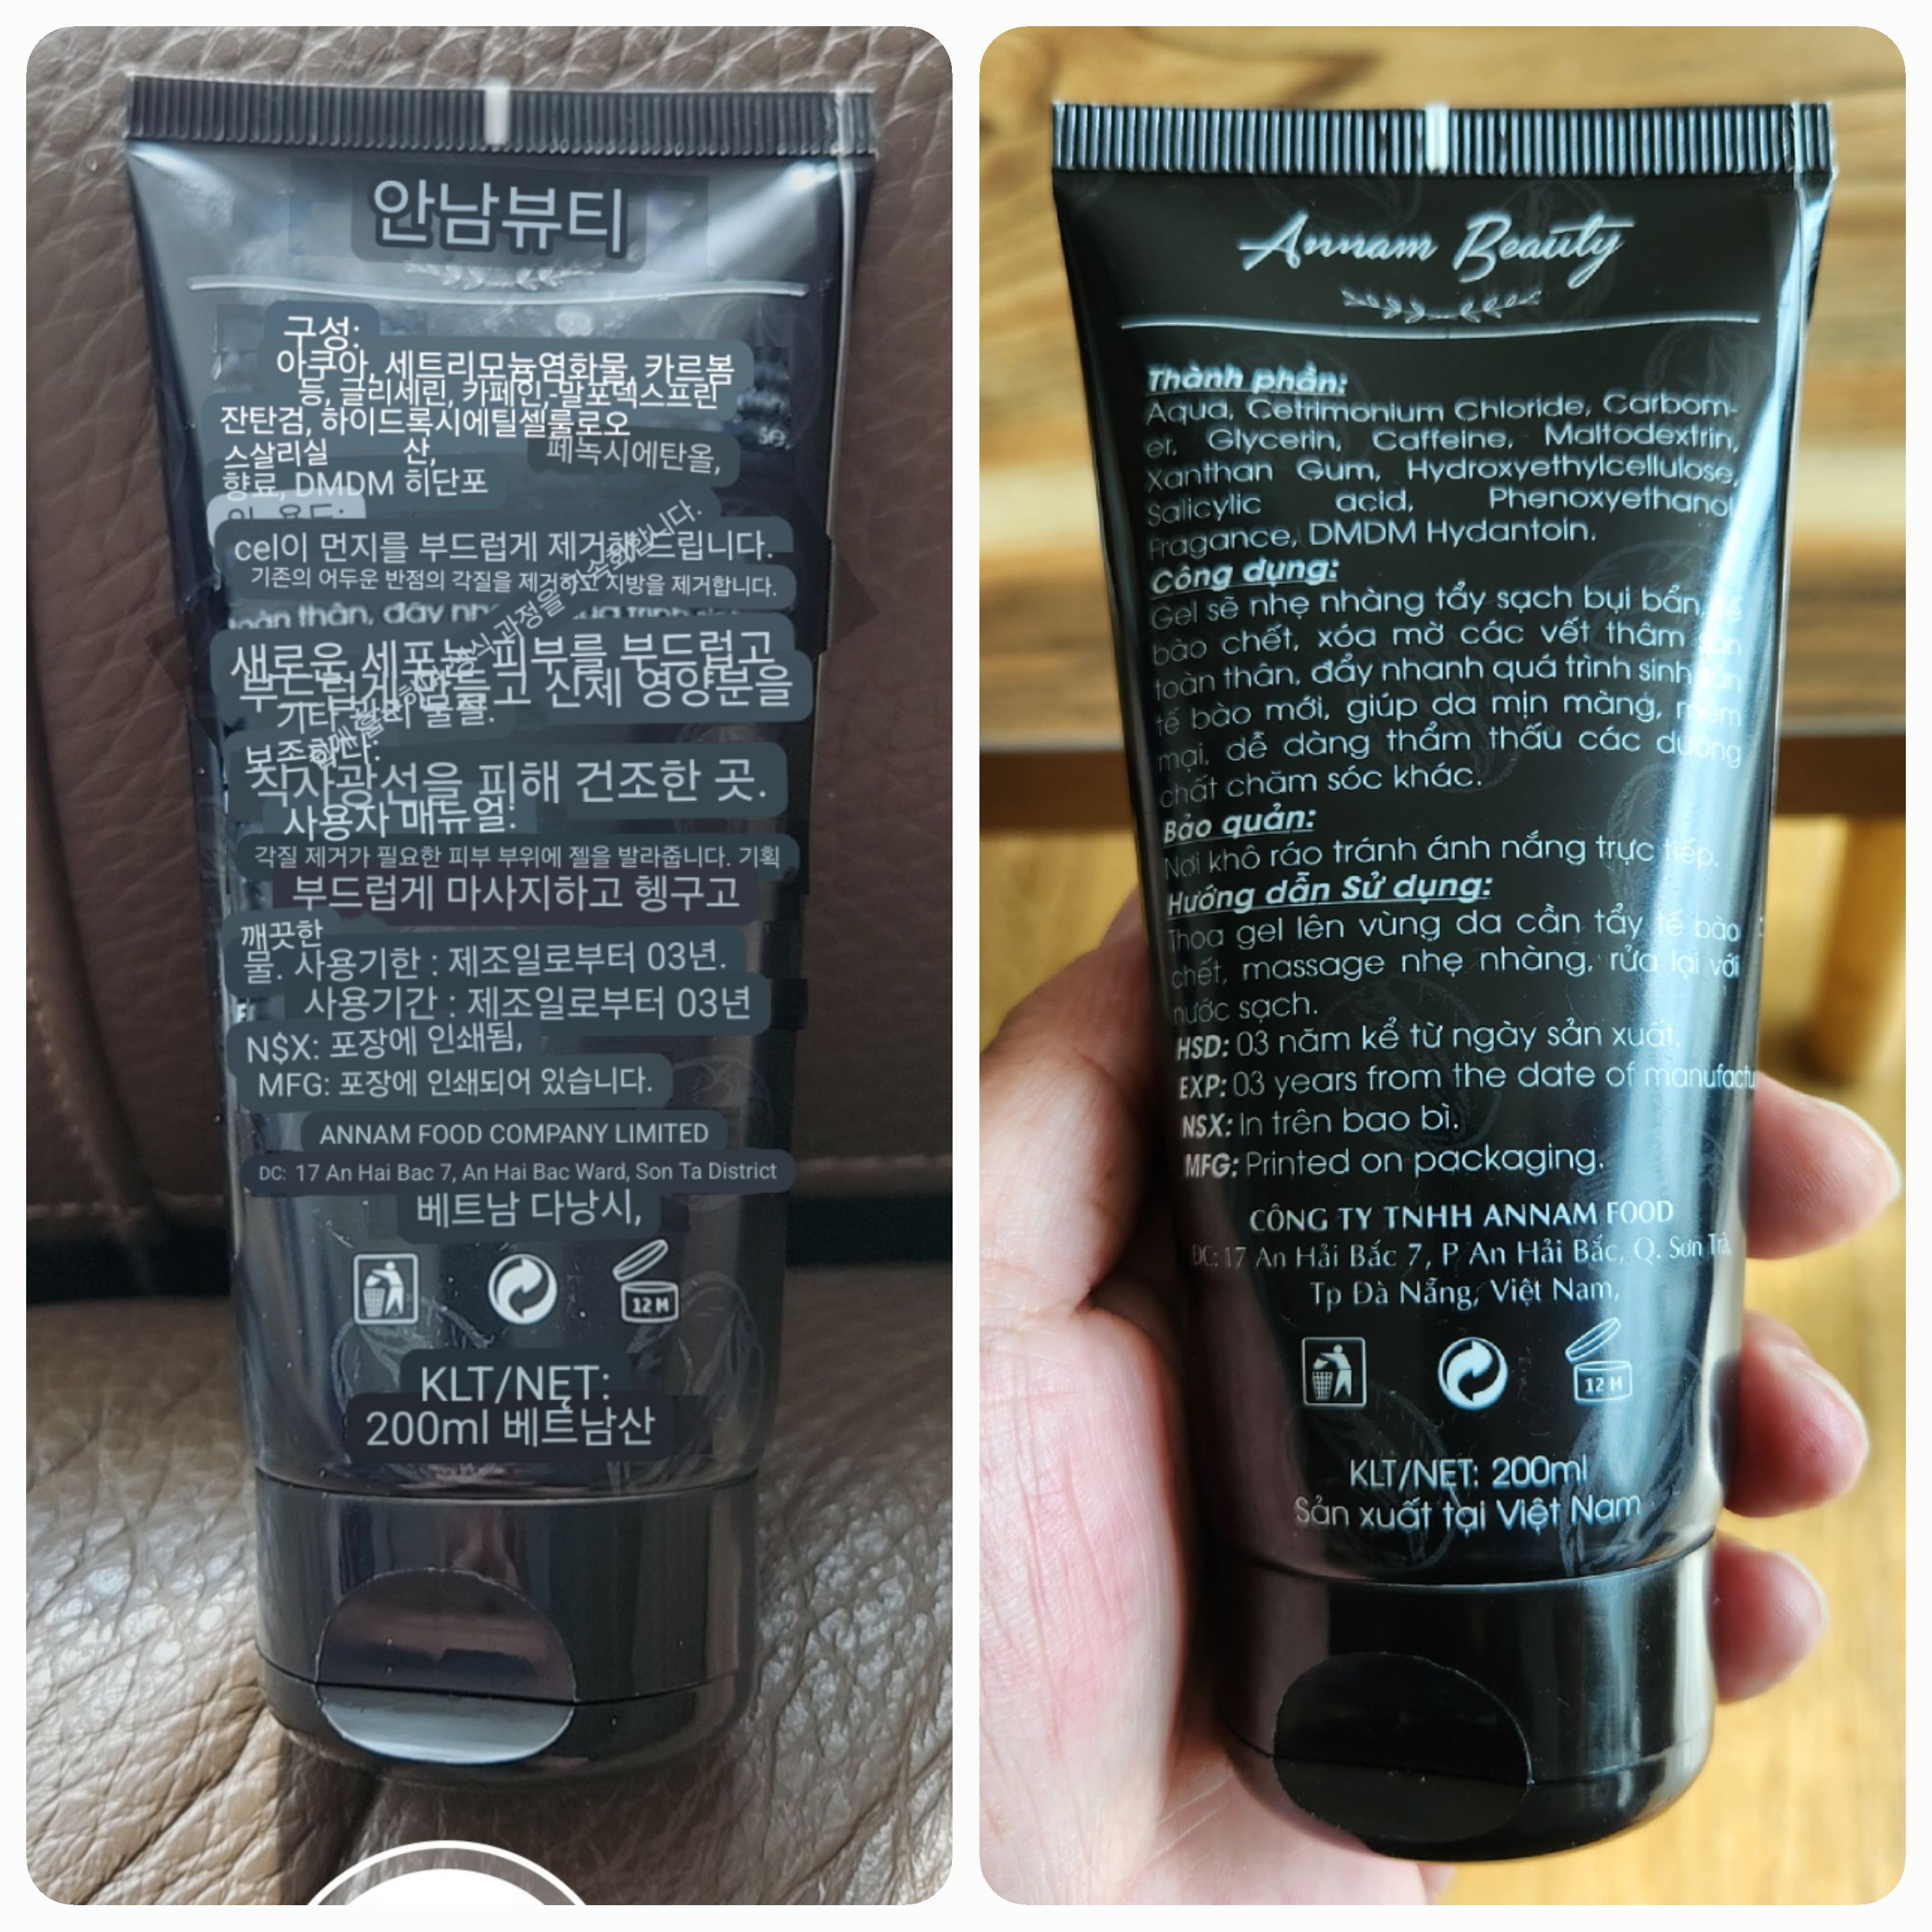 안남뷰티
구성:
아쿠아, 세트리모늄염화물, 카르봄
등, 글리세린, 카페인,-말포덱스프린
잔탄검, 하이드록시에틸셀룰로오
se,
스살리실 산, 페녹시에탄올,
향료, DMDM 히단포
cel이 먼지를 부드럽게 제거해 드립니다.
기존의 어두운 반점의 각질을 제거하고 지방을 제거합니다.
새로운 세포는 피부를 부드럽고
부드럽게 만들고 신체 영양분을
기타 관리 물질.
보존하다:
직사광선을 피해 건조한 곳.
사용자 매뉴얼:
각질 제거가 필요한 피부 부위에 젤을 발라줍니다. 기획
부드럽게 마사지하고 헹구고
깨끗한
물. 사용기한 : 제조일로부터 03년.
사용기간 : 제조일로부터 03년
N$X: 포장에 인쇄됨,
MFG: 포장에 인쇄되어 있습니다.
ANNAM FOOD COMPANY LIMITED
DC: 17 An Hai Bac 7, An Hai Bac Ward, Son Ta District
베트남 다낭시,
12 M
KLT/NET:
200ml 베트남산
Annam Beauty
Thành phần:
Aqua, Cetrimonium Chloride, Carbom-
er, Glycerin, Caffeine, Maltodextrin,
Xanthan Gum, Hydroxyethylcellulose,
Salicylic acid, Phenoxyethanol
Fragance, DMDM Hydantoin.
Công dụng:
Gel sẽ nhẹ nhàng tẩy sạch bụi bẩn, tế
bào chết, xóa mờ các vết thâm sạn
toàn thân, đẩy nhanh quá trình sinh sản
tế bào mới, giúp da mịn màng, mềm
mại, dễ dàng thẩm thấu các dưỡng
chất chăm sóc khác.
Bảo quản:
Nơi khô ráo tránh ánh nắng trực tiếp.
Hướng dẫn Sử dụng:
Thoa gel lên vùng da cần tẩy tế bào
chết, massage nhẹ nhàng, rửa lại với
nước sạch.
HSD: 03 năm kể từ ngày sản xuất.
EXP: 03 years from the date of manufactu
NSX: In trên bao bì.
MFG: Printed on packaging.
CÔNG TY TNHH ANNAM FOOD
ĐC: 17 An Hải Bắc 7, P An Hải Bắc, Q. Sơn Trà,
Tp Đà Nẵng, Việt Nam,
12 M
KLT/NET: 200ml
Sản xuất tại Việt Nam